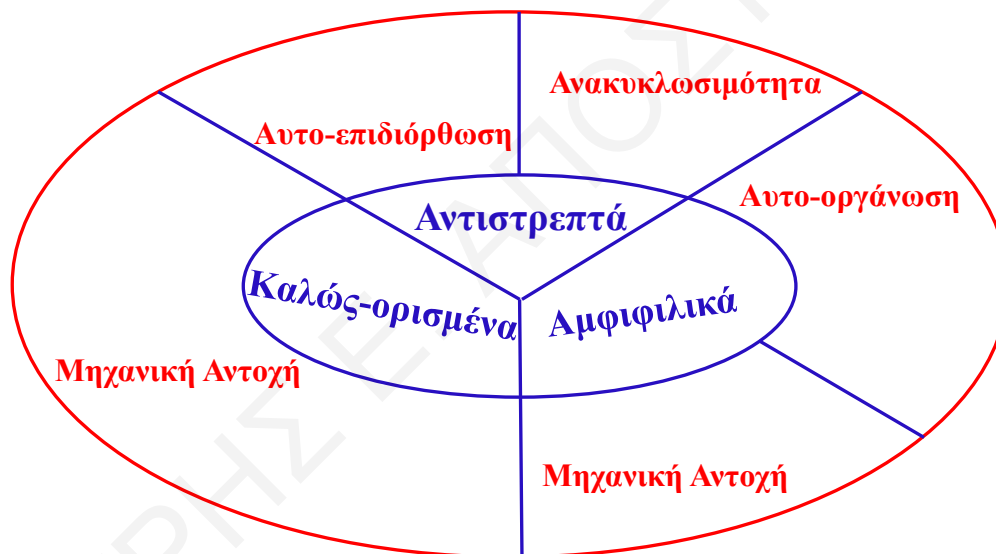 Ανακυκλωσιμότητα
Αυτο-επιδιόρθωση
Αυτο-οργάνωση
Αντιστρεπτά
Καλώς-ορισμένα
Αμφιφιλικά
Μηχανική Αντοχή
Μηχανική Αντοχή